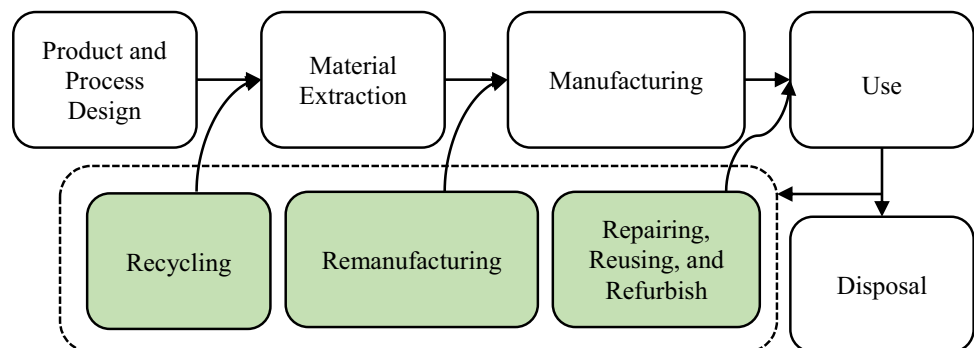 Product and
Process
Design
Material
Extraction
Manufacturing
Use
Recycling
Remanufacturing
Repairing,
Reusing, and
Refurbish
Disposal